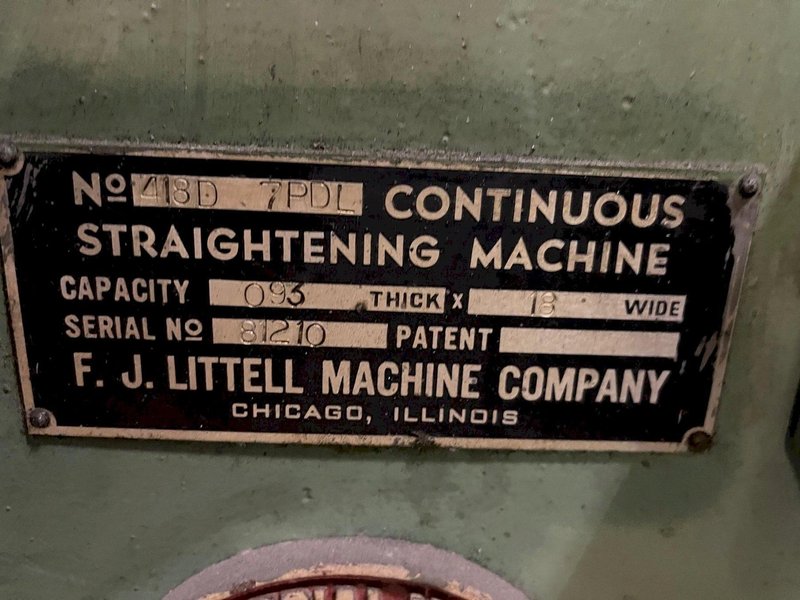 No 418D 7PDL CONTINUOUS
STRAIGHTENING MACHINE
CAPACITY 093 THICK x 18 WIDE
SERIAL No 81210 PATENT
F. J. LITTELL MACHINE COMPANY
CHICAGO, ILLINOIS